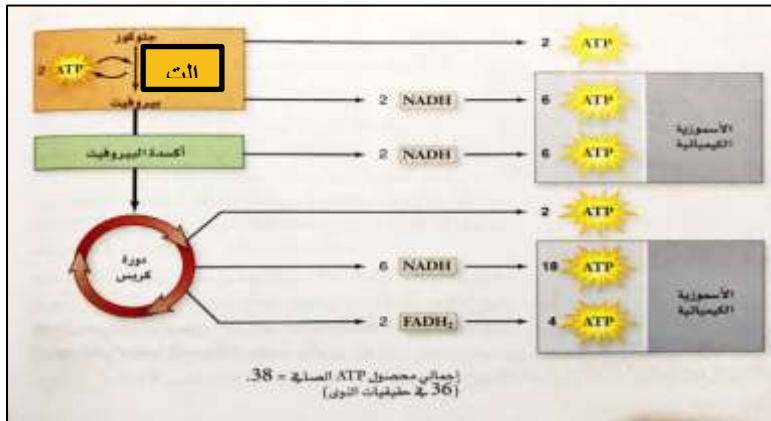 جلوكوز
2 ATP
الت
بيروفيت
2 ATP
2 NADH
6 ATP
أكسدة البيروفيت
2 NADH
6 ATP
الأسموزية
الكيميائية
دورة
كربس
2 ATP
6 NADH
18 ATP
2 FADH₂
4 ATP
الأسموزية
الكيميائية
إجمالي محصول ATP الصافي = 38.
(36 في حقيقيات النوى)